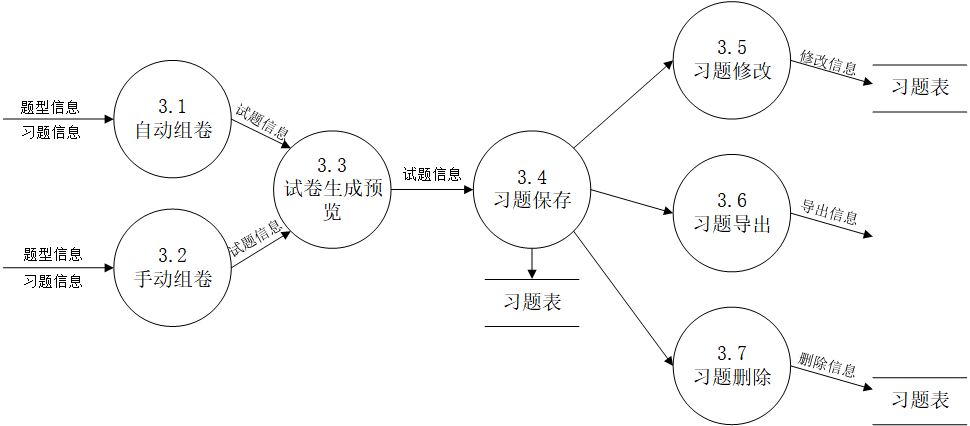 题型信息
习题信息
3.1
自动组卷
试题信息
题型信息
习题信息
3.2
手动组卷
试题信息
3.3
试卷生成预
览
试题信息
3.4
习题保存
习题表
3.5
习题修改
修改信息
习题表
3.6
习题导出
导出信息
3.7
习题删除
删除信息
习题表